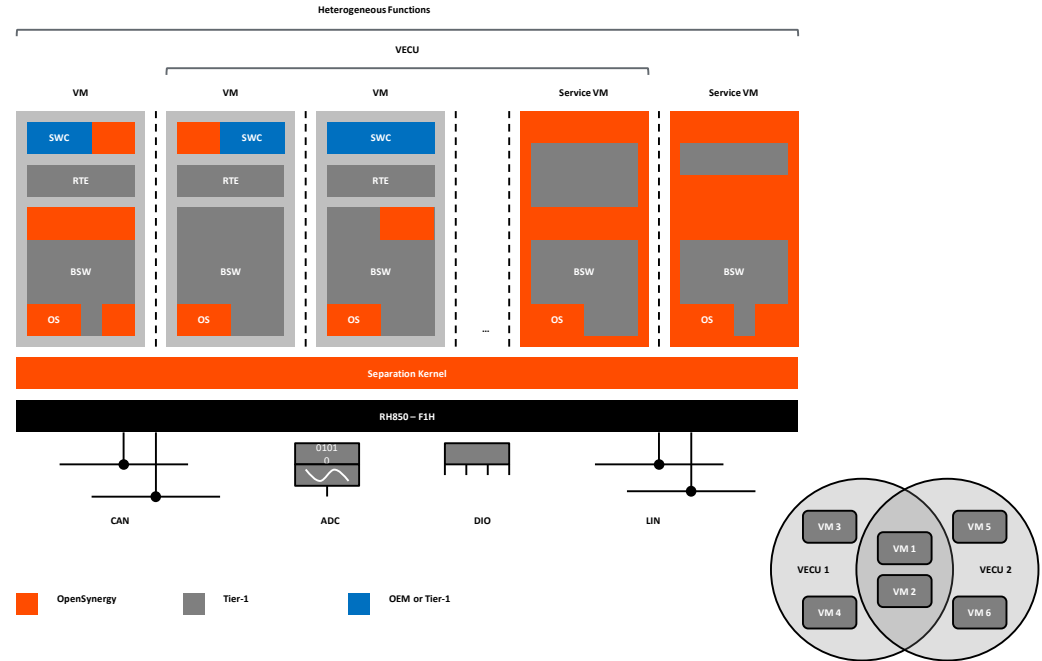 Heterogeneous Functions
VECU
VM
VM
VM
Service VM
Service VM
SWC
SWC
SWC
RTE
RTE
RTE
BSW
BSW
BSW
BSW
BSW
OS
OS
OS
...
OS
OS
Separation Kernel
RH850 – F1H
0101
0
CAN
ADC
DIO
LIN
VM 3
VM 5
VM 1
VECU 1
VECU 2
VM 2
VM 4
VM 6
OpenSynergy
Tier-1
OEM or Tier-1